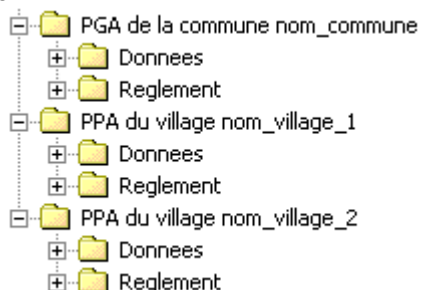 PGA de la commune nom_commune
Donnees
Reglement
PPA du village nom_village_1
Donnees
Reglement
PPA du village nom_village_2
Donnees
Reglement